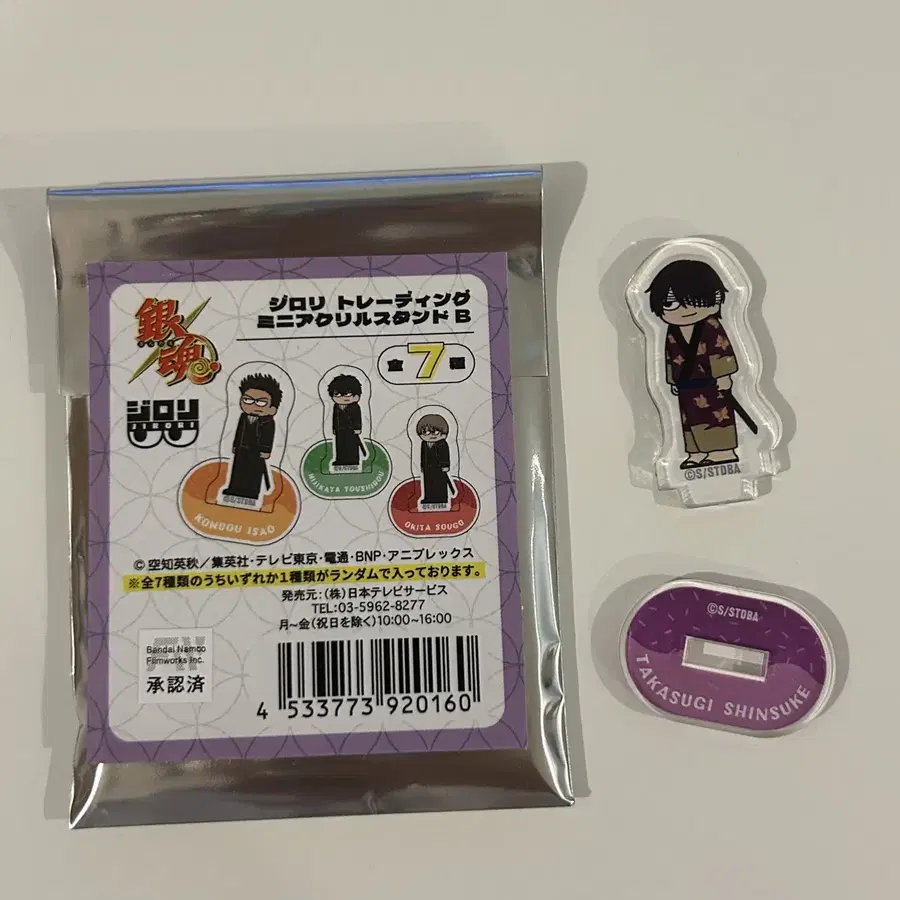 銀魂
ジロリ トレーディング
ミニアクリルスタンド B
全7種
ジロリ
JIRORI
KONDOU ISAO
©S/STDBA
HIJIKATA TOUSHIROU
©S/STDBA
OKITA SOUGO
©S/STDBA
©空知英秋/集英社・テレビ東京・電通・BNP・アニプレックス
※全7種類のうちいずれか1種類がランダムで入っております。
発売元:(株)日本テレビサービス
TEL:03-5962-8277
月~金(祝日を除く)10:00~16:00
Bandai Namco
Filmworks Inc.
承認済
4 533773 920160
©S/STDBA
©S/STDBA
TAKASUGI SHINSUKE